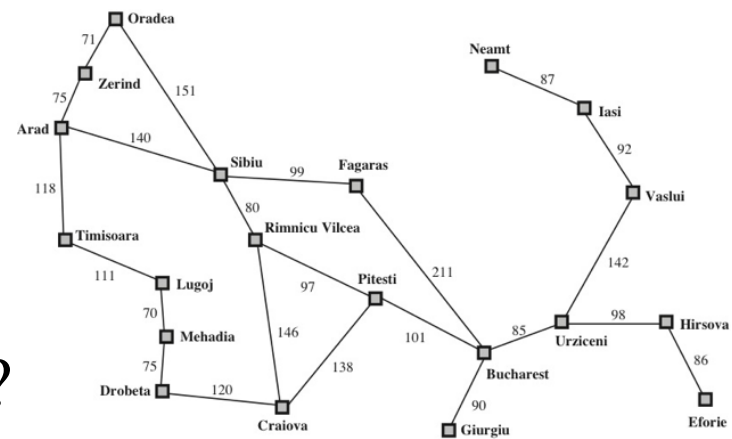 Oradea
71
Neamt
Zerind
87
75
151
Iasi
Arad
140
92
Sibiu
Fagaras
99
118
Vaslui
80
Timisoara
Rimnicu Vilcea
142
111
211
Lugoj
97
Pitesti
70
98
Hirsova
146
101
85
Mehadia
Urziceni
138
86
75
Bucharest
?
Drobeta
120
90
Eforie
Craiova
Giurgiu